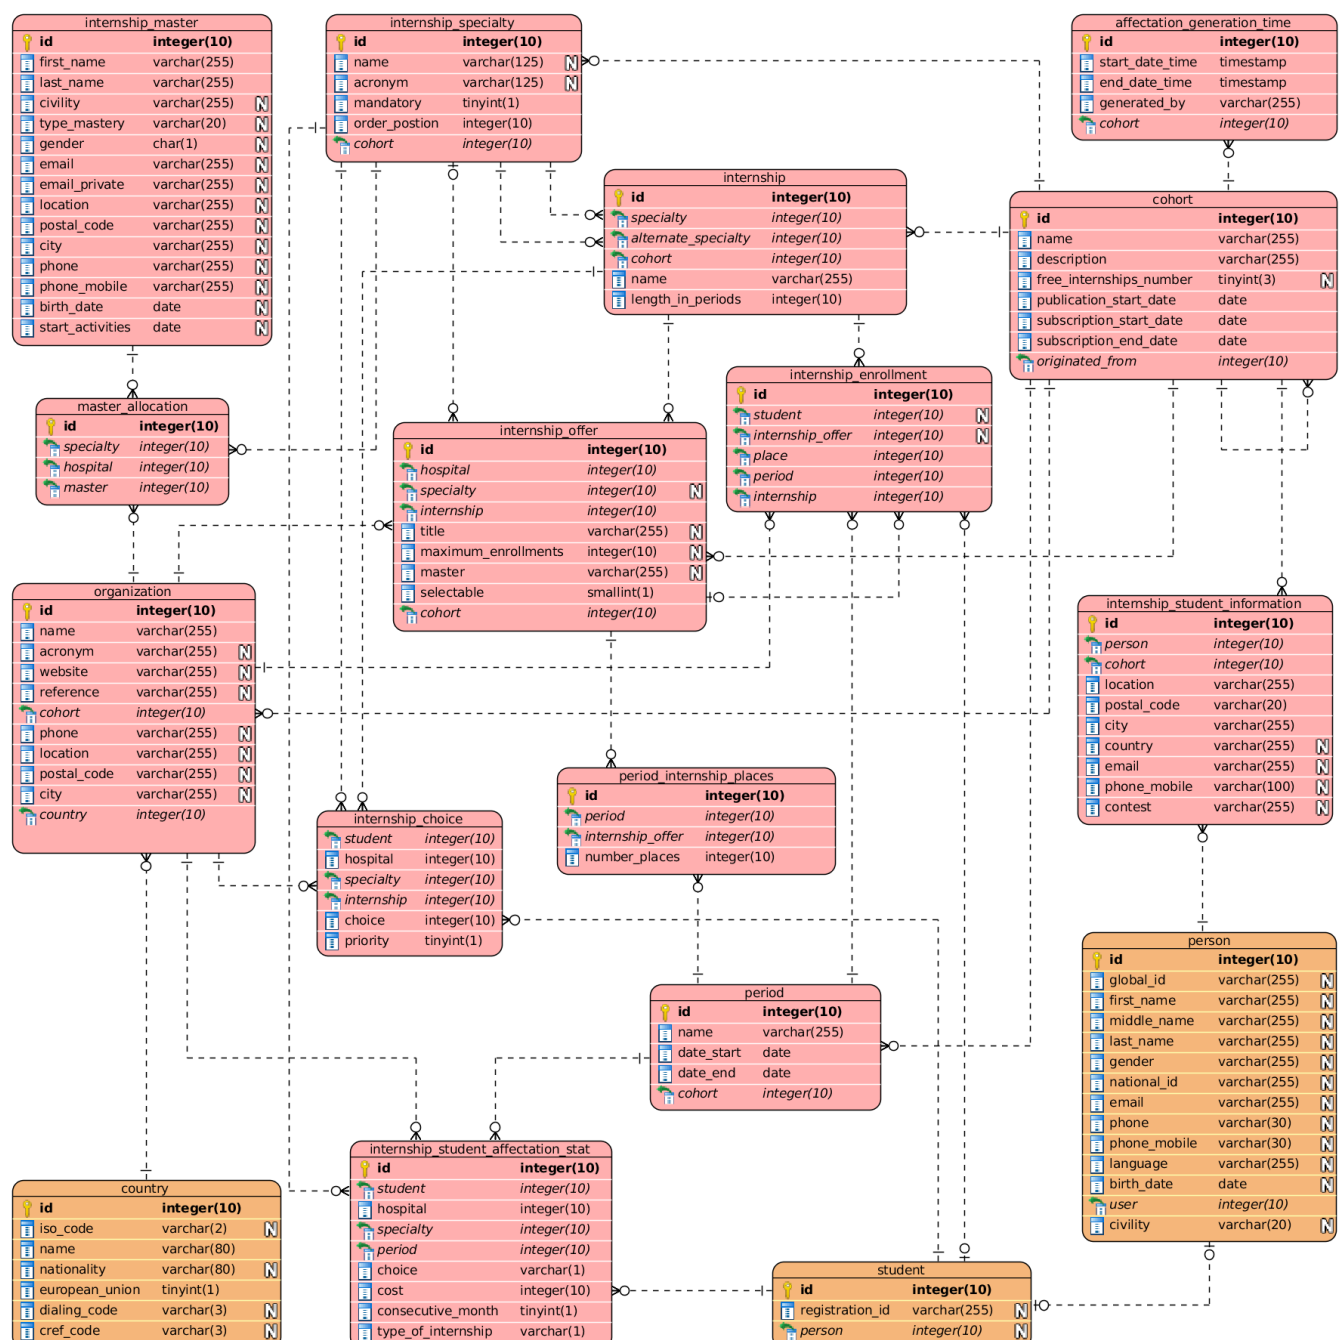 internship_master
id integer(10)
first_name varchar(255)
last_name varchar(255)
civility varchar(255) N
type_mastery varchar(20) N
gender char(1) N
email varchar(255) N
email_private varchar(255) N
location varchar(255) N
postal_code varchar(255) N
city varchar(255) N
phone varchar(255) N
phone_mobile varchar(255) N
birth_date date N
start_activities date N
internship_specialty
id integer(10)
name varchar(125) N
acronym varchar(125) N
mandatory tinyint(1)
order_postion integer(10)
cohort integer(10)
affectation_generation_time
id integer(10)
start_date_time timestamp
end_date_time timestamp
generated_by varchar(255)
cohort integer(10)
internship
id integer(10)
specialty integer(10)
alternate_specialty integer(10)
cohort integer(10)
name varchar(255)
length_in_periods integer(10)
cohort
id integer(10)
name varchar(255)
description varchar(255)
free_internships_number tinyint(3) N
publication_start_date date
subscription_start_date date
subscription_end_date date
originated_from integer(10)
internship_enrollment
id integer(10)
student integer(10) N
internship_offer integer(10) N
place integer(10)
period integer(10)
internship integer(10)
master_allocation
id integer(10)
specialty integer(10)
hospital integer(10)
master integer(10)
internship_offer
id integer(10)
hospital integer(10)
specialty integer(10) N
internship integer(10)
title varchar(255) N
maximum_enrollments integer(10) N
master varchar(255) N
selectable smallint(1)
cohort integer(10)
organization
id integer(10)
name varchar(255)
acronym varchar(255) N
website varchar(255) N
reference varchar(255) N
cohort integer(10)
phone varchar(255) N
location varchar(255) N
postal_code varchar(255) N
city varchar(255) N
country integer(10)
internship_student_information
id integer(10)
person integer(10)
cohort integer(10)
location varchar(255)
postal_code varchar(20)
city varchar(255)
country varchar(255) N
email varchar(255) N
phone_mobile varchar(100) N
contest varchar(255) N
period_internship_places
id integer(10)
period integer(10)
internship_offer integer(10)
number_places integer(10)
internship_choice
student integer(10)
hospital integer(10)
specialty integer(10)
internship integer(10)
choice integer(10)
priority tinyint(1)
person
id integer(10)
global_id varchar(255) N
first_name varchar(255) N
middle_name varchar(255) N
last_name varchar(255) N
gender varchar(255) N
national_id varchar(255) N
email varchar(255) N
phone varchar(30) N
phone_mobile varchar(30) N
language varchar(255) N
birth_date date N
user integer(10)
civility varchar(20) N
period
id integer(10)
name varchar(255)
date_start date
date_end date
cohort integer(10)
internship_student_affectation_stat
id integer(10)
student integer(10)
hospital integer(10)
specialty integer(10)
period integer(10)
choice varchar(1)
cost integer(10)
consecutive_month tinyint(1)
type_of_internship varchar(1)
country
id integer(10)
iso_code varchar(2) N
name varchar(80)
nationality varchar(80) N
european_union tinyint(1)
dialing_code varchar(3) N
cref_code varchar(3) N
student
id integer(10)
registration_id varchar(255) N
person integer(10) N